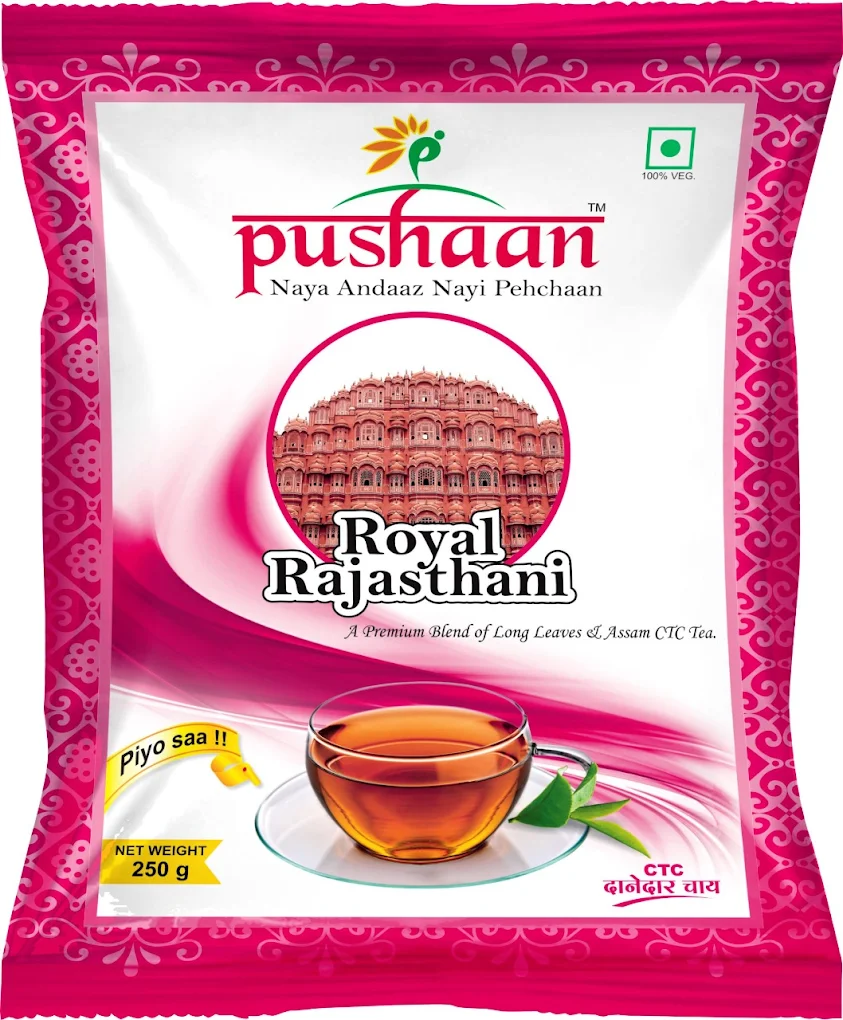 100% VEG.
pushaan TM
Naya Andaaz Nayi Pehchaan
Royal
Rajasthani
A Premium Blend of Long Leaves & Assam CTC Tea.
Piyo saa !!
NET WEIGHT
250 g
CTC
दानेदार चाय